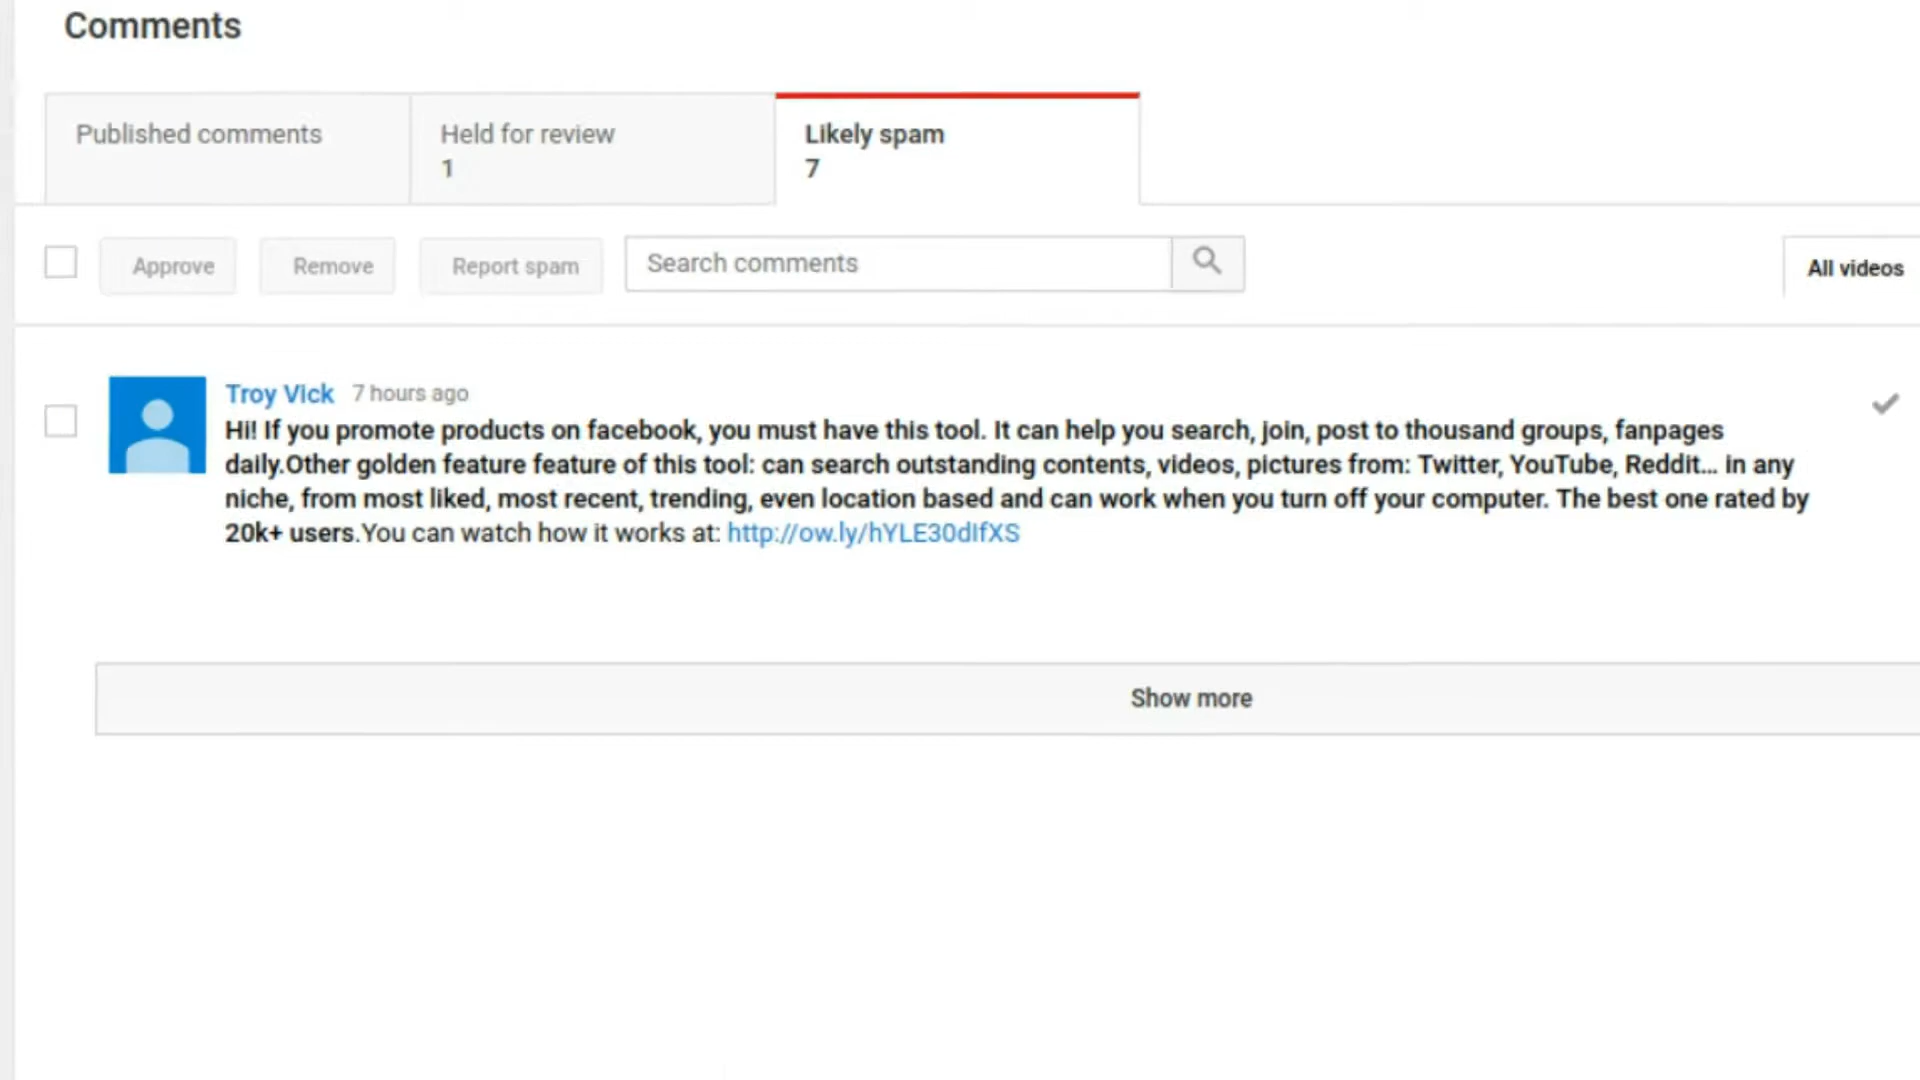 Comments
Published comments
Held for review
1
Likely spam
7
Approve
Remove
Report spam
Search comments
All videos
Troy Vick 7 hours ago
Hi! If you promote products on facebook, you must have this tool. It can help you search, join, post to thousand groups, fanpages
daily.Other golden feature feature of this tool: can search outstanding contents, videos, pictures from: Twitter, YouTube, Reddit... in any
niche, from most liked, most recent, trending, even location based and can work when you turn off your computer. The best one rated by
20k+ users.You can watch how it works at: http://ow.ly/hYLE30dIfXS
Show more